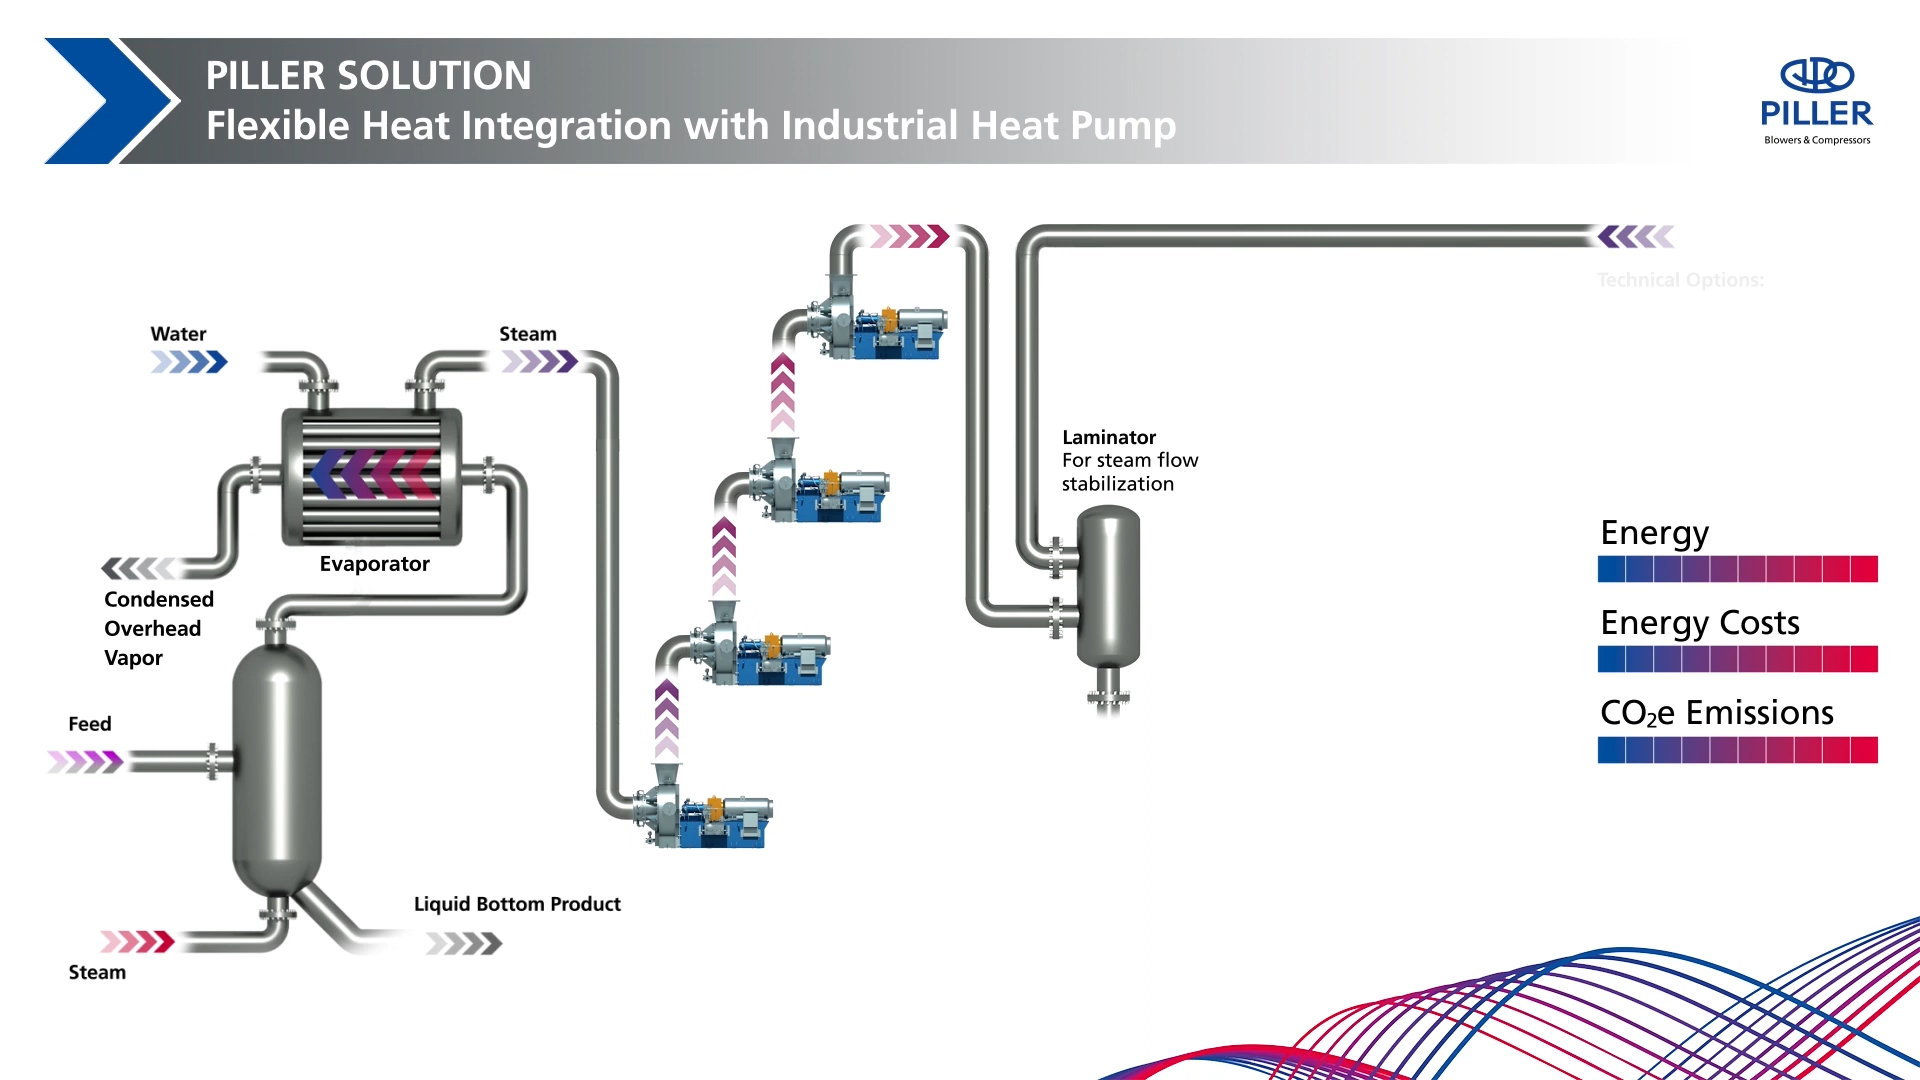 PILLER SOLUTION
Flexible Heat Integration with Industrial Heat Pump
PILLER
Blowers & Compressors
Technical Options:
Water
Steam
Laminator
For steam flow
stabilization
Evaporator
Condensed
Overhead
Vapor
Energy
Energy Costs
CO₂e Emissions
Feed
Liquid Bottom Product
Steam